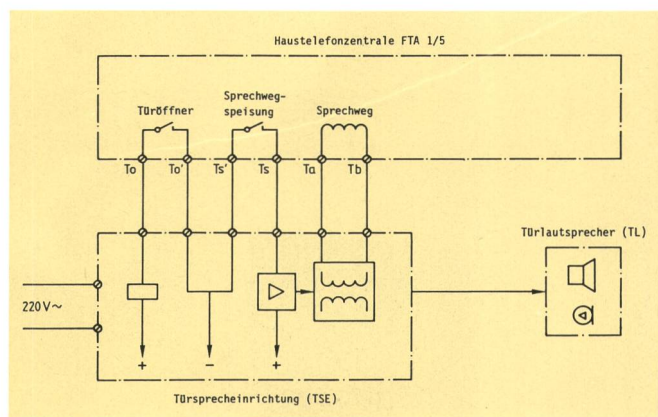 Haustelefonzentrale FTA 1/5
Türöffner
Sprechweg-
speisung
Sprechweg
To To' Ts' Ts Ta Tb
Türlautsprecher (TL)
220V~
+ - +
Türsprecheinrichtung (TSE)